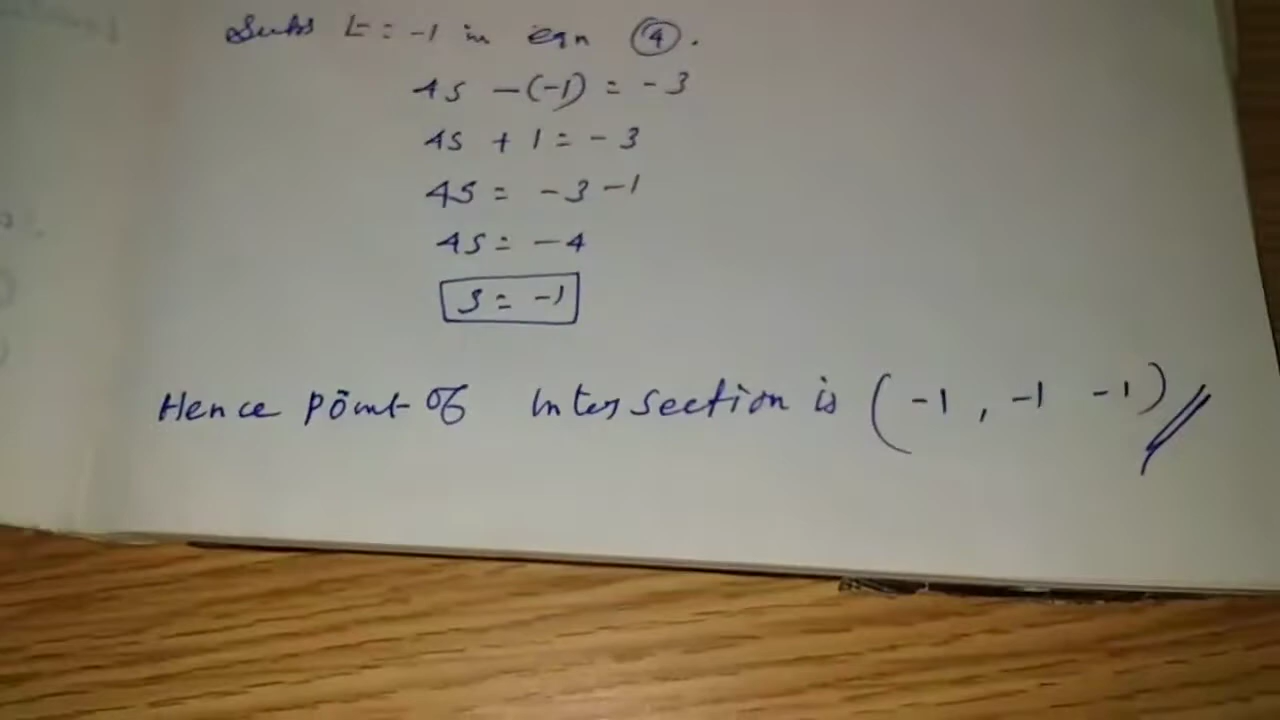 Subs t = -1 in eqn 4.
4s - (-1) = -3
4s + 1 = -3
4s = -3 - 1
4s = -4
s = -1
Hence point of intersection is (-1, -1 -1)